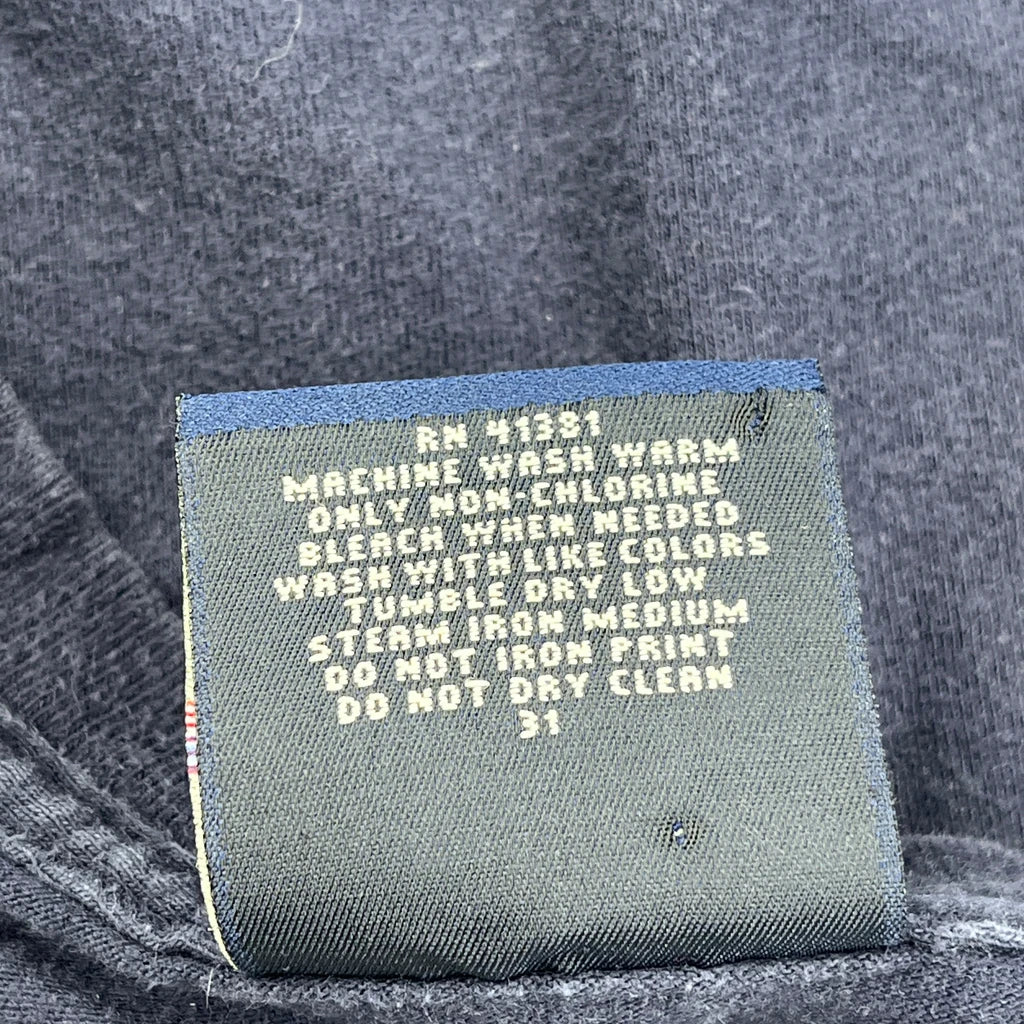 RN 41381
MACHINE WASH WARM
ONLY NON-CHLORINE
BLEACH WHEN NEEDED
WASH WITH LIKE COLORS
TUMBLE DRY LOW
STEAM IRON MEDIUM
DO NOT IRON PRINT
DO NOT DRY CLEAN
31